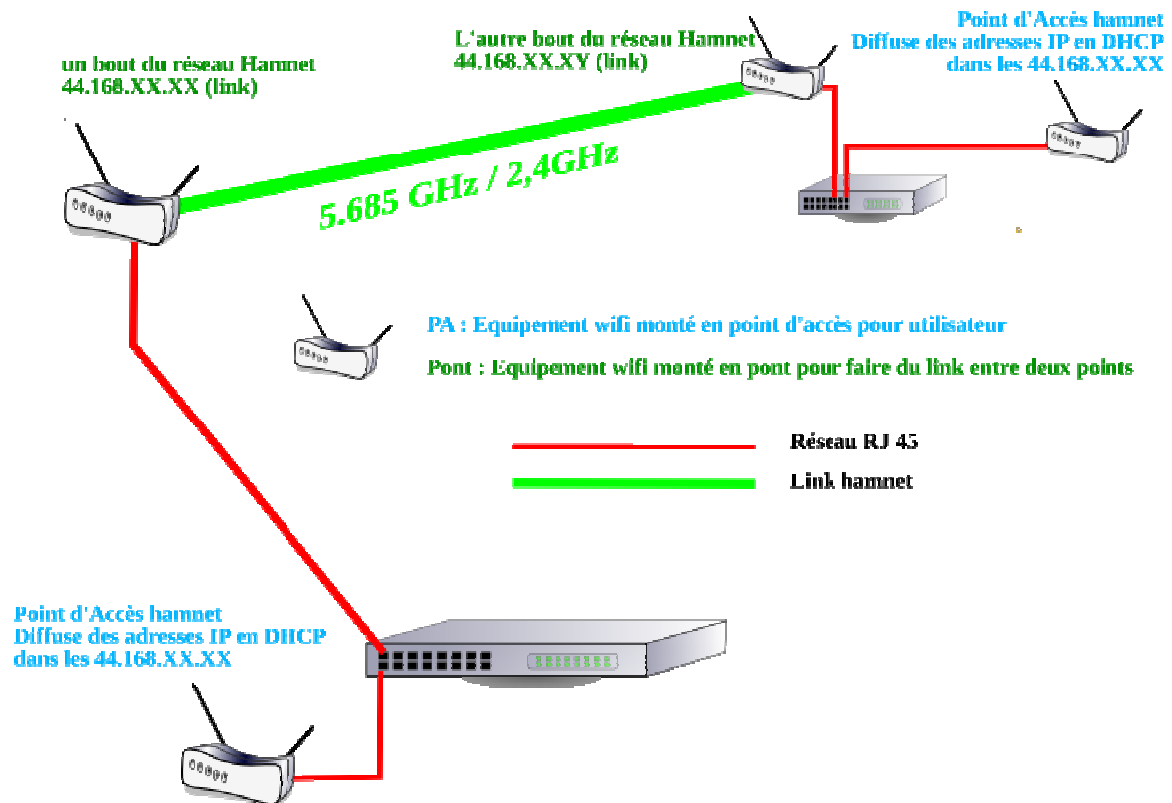 un bout du réseau Hamnet
44.168.XX.XX (link)
L'autre bout du réseau Hamnet
44.168.XX.XY (link)
Point d'Accès hamnet
Diffuse des adresses IP en DHCP
dans les 44.168.XX.XX
5.685 GHz / 2,4GHz
PA : Equipement wifi monté en point d'accès pour utilisateur
Pont : Equipement wifi monté en pont pour faire du link entre deux points
Réseau RJ 45
Link hamnet
Point d'Accès hamnet
Diffuse des adresses IP en DHCP
dans les 44.168.XX.XX